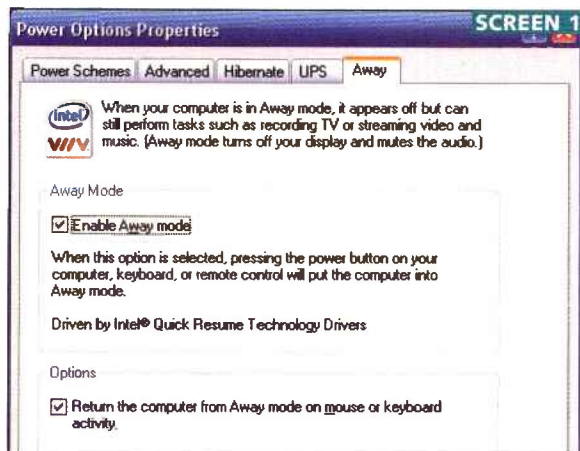 Power Options Properties
SCREEN 1
Power Schemes Advanced Hibernate UPS Away
intel
VIIV
When your computer is in Away mode, it appears off but can
still perform tasks such as recording TV or streaming video and
music. (Away mode turns off your display and mutes the audio.)
Away Mode
Enable Away mode
When this option is selected, pressing the power button on your
computer, keyboard, or remote control will put the computer into
Away mode.
Driven by Intel® Quick Resume Technology Drivers
Options
Return the computer from Away mode on mouse or keyboard
activity.